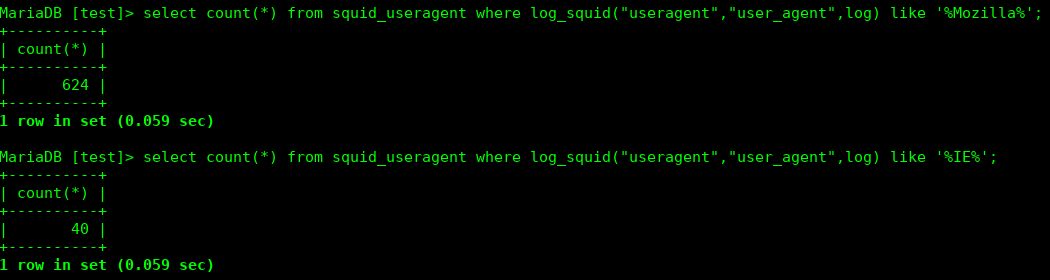 MariaDB [test]> select count(*) from squid_useragent where log_squid("useragent","user_agent",log) like '%Mozilla%';
+----------+
| count(*) |
+----------+
|      624 |
+----------+
1 row in set (0.059 sec)

MariaDB [test]> select count(*) from squid_useragent where log_squid("useragent","user_agent",log) like '%IE%';
+----------+
| count(*) |
+----------+
|       40 |
+----------+
1 row in set (0.059 sec)